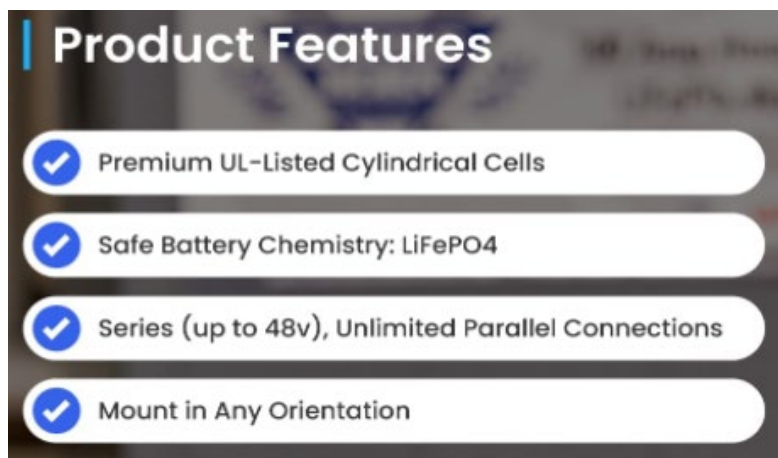 Product Features
Premium UL-Listed Cylindrical Cells
Safe Battery Chemistry: LiFePO4
Series (up to 48v), Unlimited Parallel Connections
Mount in Any Orientation